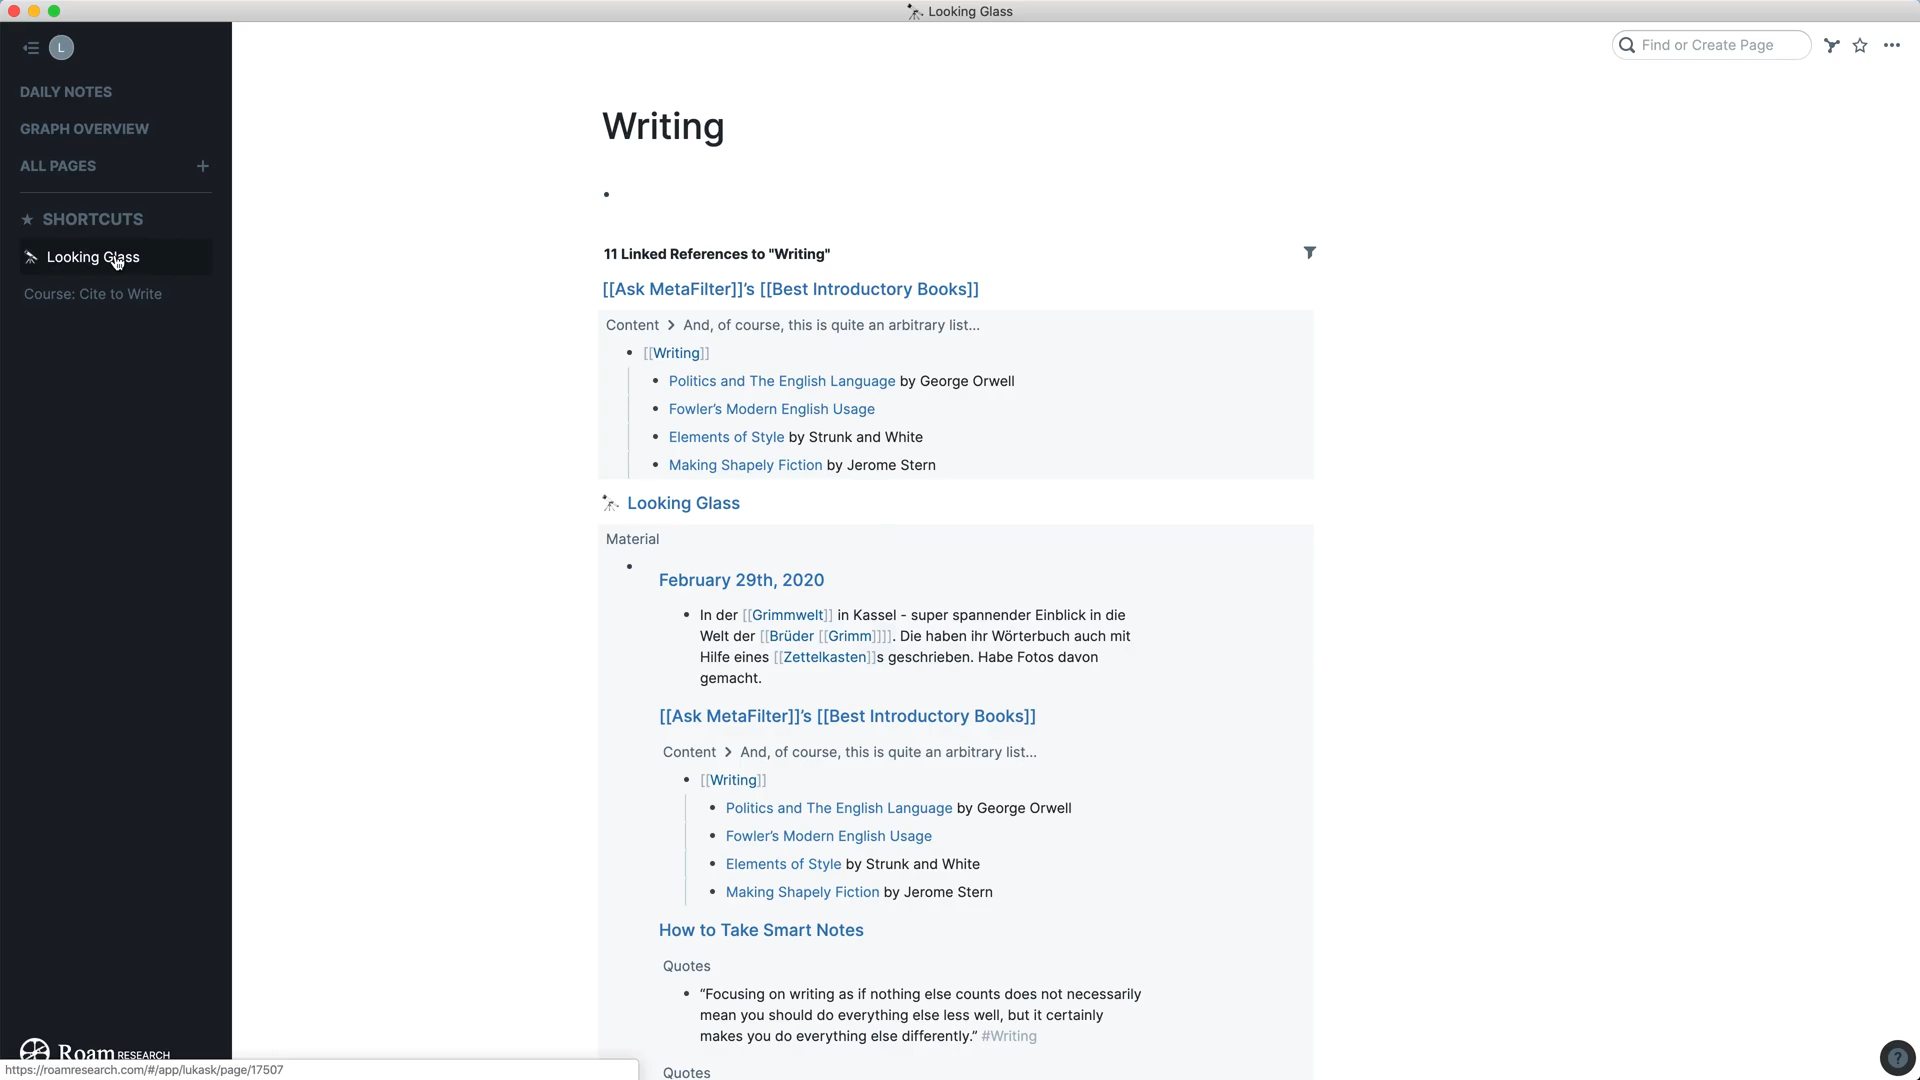 Looking Glass
L
Find or Create Page
DAILY NOTES
GRAPH OVERVIEW
ALL PAGES
SHORTCUTS
Looking Glass
Course: Cite to Write
Writing
11 Linked References to "Writing"
[[Ask MetaFilter]]’s [[Best Introductory Books]]
Content > And, of course, this is quite an arbitrary list...
[[Writing]]
Politics and The English Language by George Orwell
Fowler’s Modern English Usage
Elements of Style by Strunk and White
Making Shapely Fiction by Jerome Stern
Looking Glass
Material
February 29th, 2020
In der [[Grimmwelt]] in Kassel - super spannender Einblick in die
Welt der [[Brüder [[Grimm]]]]. Die haben ihr Wörterbuch auch mit
Hilfe eines [[Zettelkasten]]s geschrieben. Habe Fotos davon
gemacht.
[[Ask MetaFilter]]’s [[Best Introductory Books]]
Content > And, of course, this is quite an arbitrary list...
[[Writing]]
Politics and The English Language by George Orwell
Fowler’s Modern English Usage
Elements of Style by Strunk and White
Making Shapely Fiction by Jerome Stern
How to Take Smart Notes
Quotes
“Focusing on writing as if nothing else counts does not necessarily
mean you should do everything else less well, but it certainly
makes you do everything else differently.” #Writing
Quotes
Roam RESEARCH
https://roamresearch.com/#/app/lukask/page/17507
?